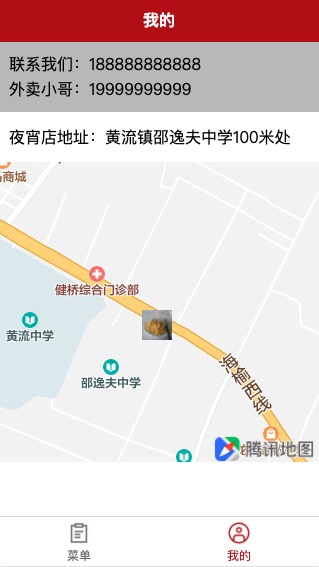 我的
联系我们：188888888888
外卖小哥：19999999999
夜宵店地址：黄流镇邵逸夫中学100米处
商城
健桥综合门诊部
黄流中学
邵逸夫中学
海榆西线
腾讯地图
菜单
我的